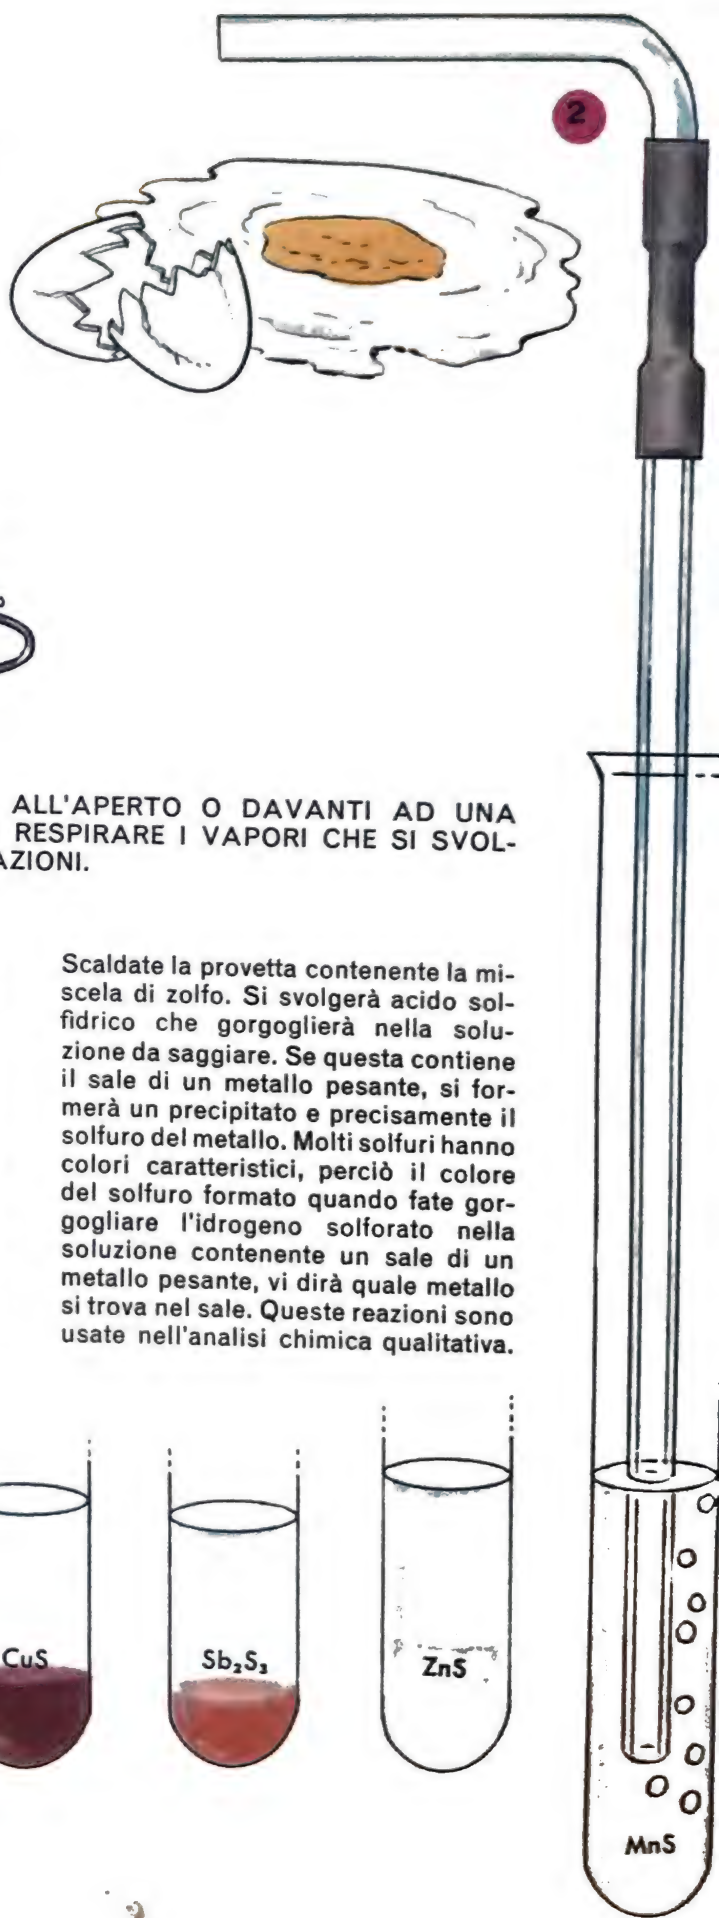 2
ALL'APERTO O DAVANTI AD UNA
RESPIRARE I VAPORI CHE SI SVOL-
AZIONI.
Scaldate la provetta contenente la mi-
scela di zolfo. Si svolgerà acido sol-
fidrico che gorgoglierà nella solu-
zione da saggiare. Se questa contiene
il sale di un metallo pesante, si for-
merà un precipitato e precisamente il
solfuro del metallo. Molti solfuri hanno
colori caratteristici, perciò il colore
del solfuro formato quando fate gor-
gogliare l'idrogeno solforato nella
soluzione contenente un sale di un
metallo pesante, vi dirà quale metallo
si trova nel sale. Queste reazioni sono
usate nell'analisi chimica qualitativa.
CuS
Sb₂S₃
ZnS
MnS